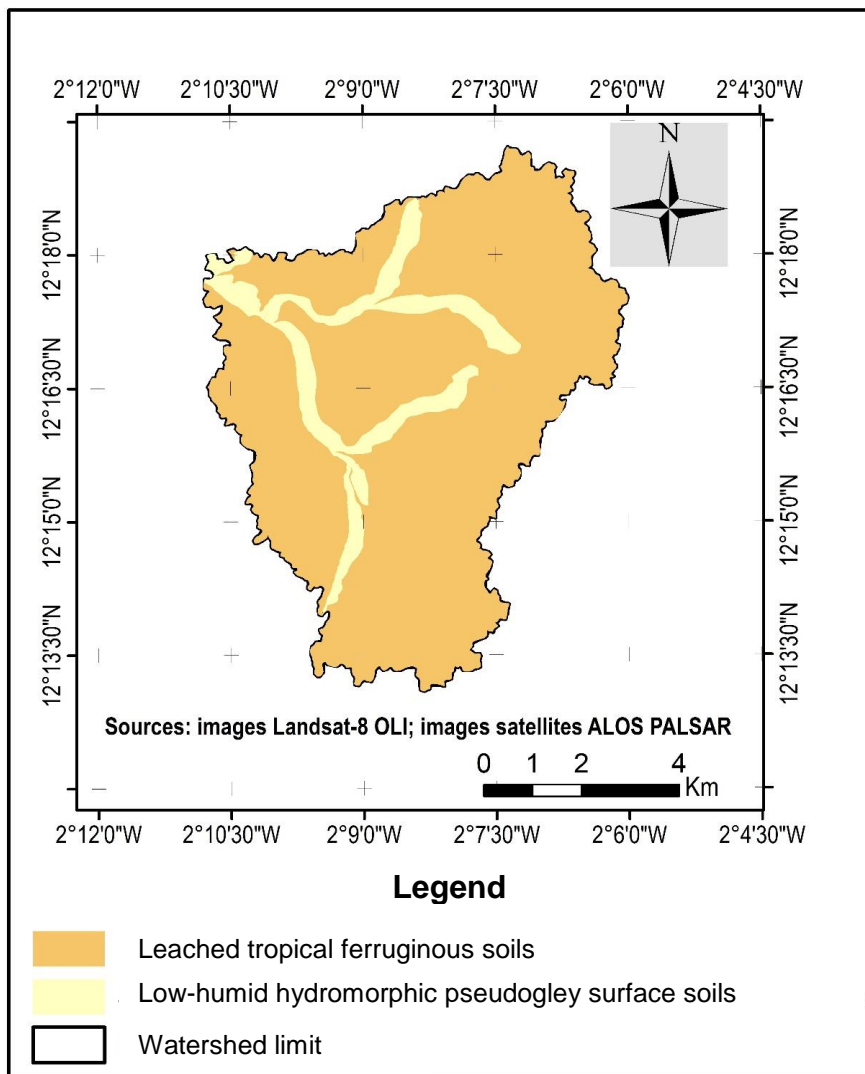 2°12'0"W 2°10'30"W 2°9'0"W 2°7'30"W 2°6'0"W 2°4'30"W
N
12°18'0"N 12°18'0"N
12°16'30"N 12°16'30"N
12°15'0"N 12°15'0"N
12°13'30"N 12°13'30"N
Sources: images Landsat-8 OLI; images satellites ALOS PALSAR
0 1 2 4
Km
2°12'0"W 2°10'30"W 2°9'0"W 2°7'30"W 2°6'0"W 2°4'30"W
Legend
Leached tropical ferruginous soils
Low-humid hydromorphic pseudogley surface soils
Watershed limit